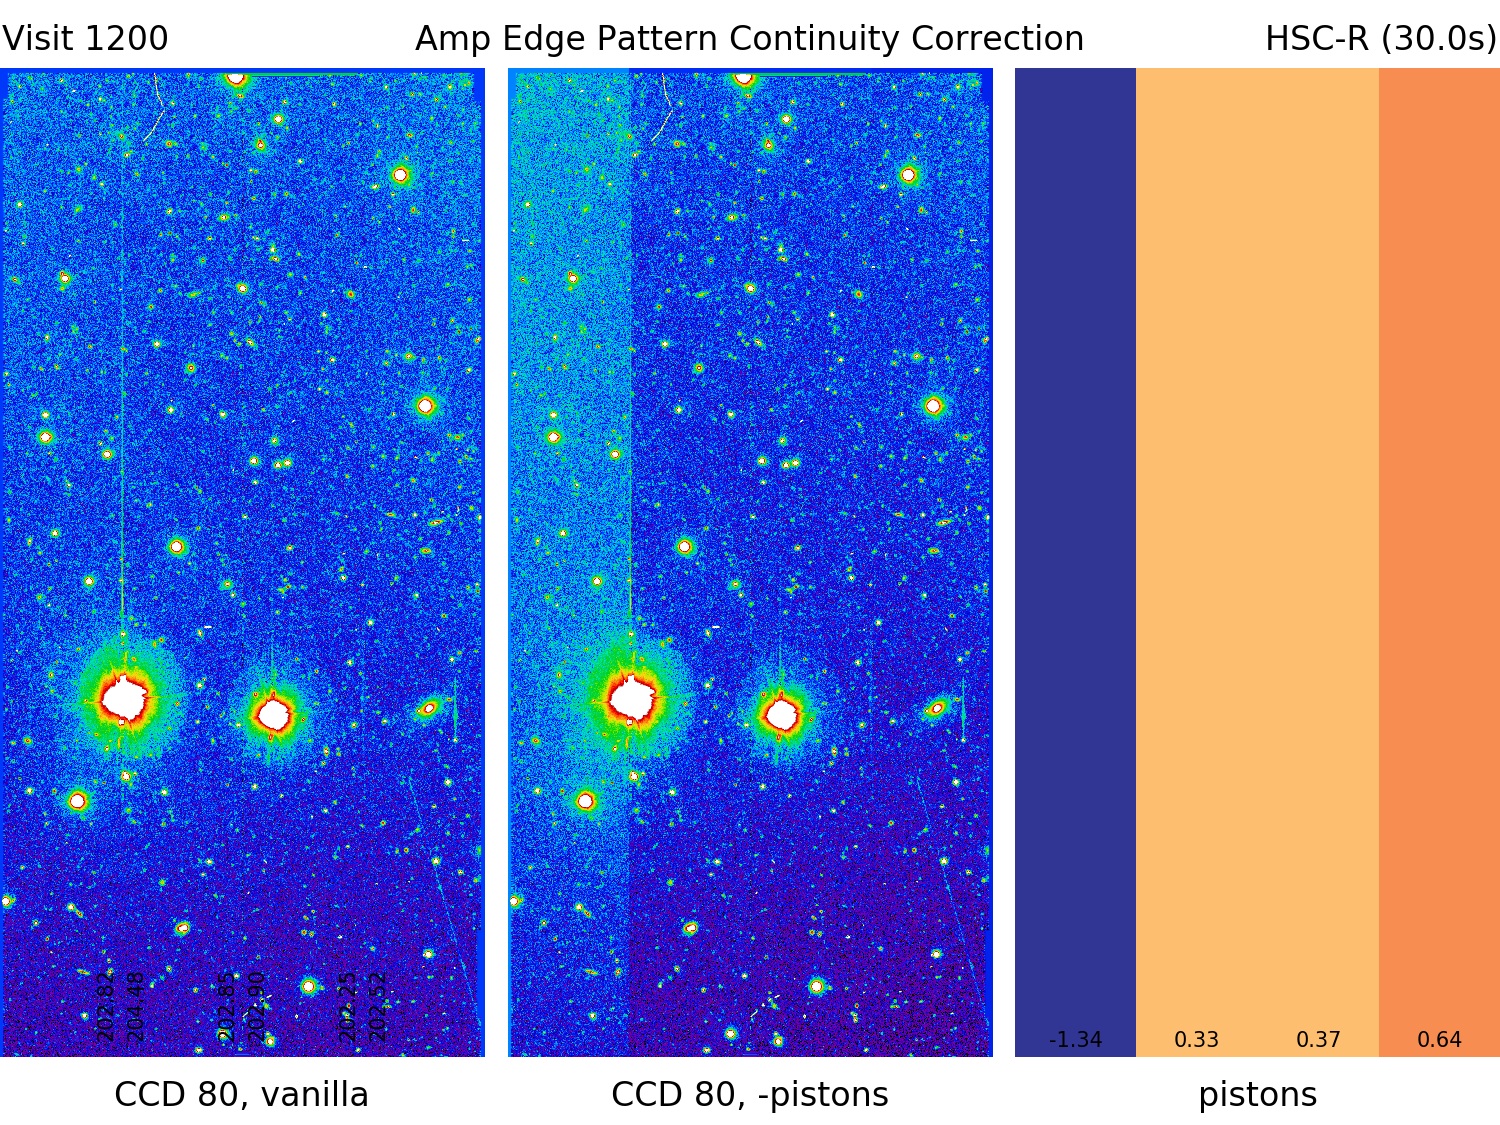 Visit 1200 Amp Edge Pattern Continuity Correction HSC-R (30.0s)
202.82 204.48 202.85 202.90 202.25 202.52
-1.34 0.33 0.37 0.64
CCD 80, vanilla CCD 80, -pistons pistons